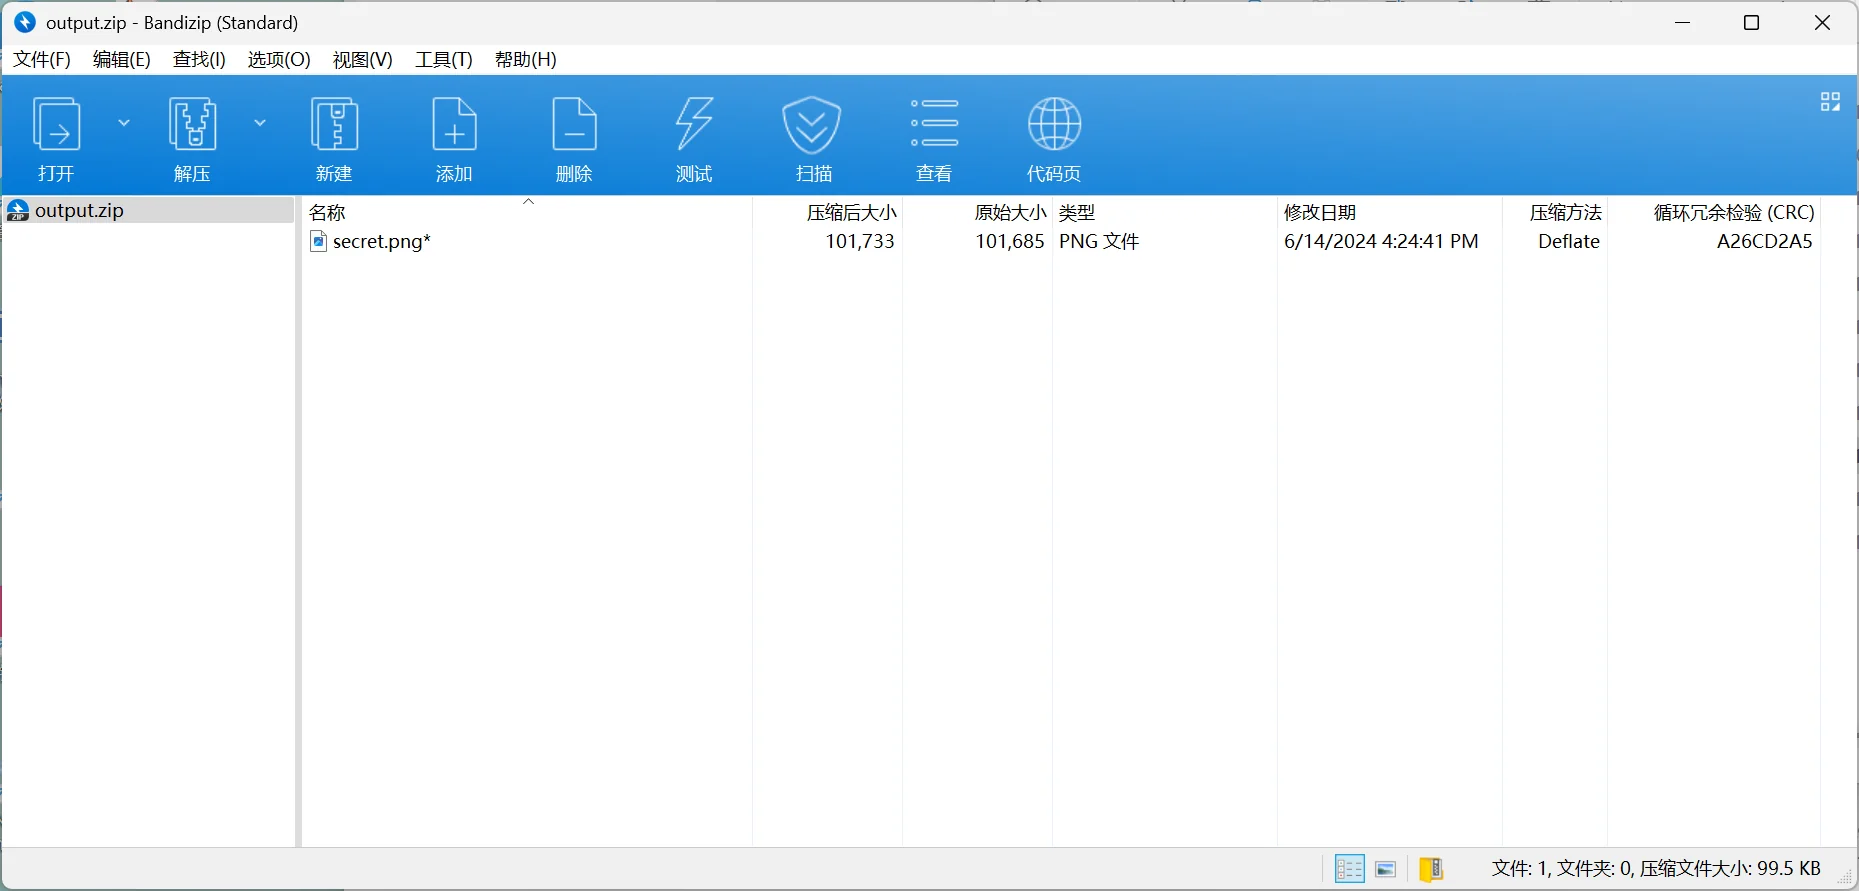 output.zip - Bandizip (Standard)
文件(F) 编辑(E) 查找(I) 选项(O) 视图(V) 工具(T) 帮助(H)
打开 解压 新建 添加 删除 测试 扫描 查看 代码页
output.zip
名称 压缩后大小 原始大小 类型 修改日期 压缩方法 循环冗余检验 (CRC)
secret.png* 101,733 101,685 PNG 文件 6/14/2024 4:24:41 PM Deflate A26CD2A5
文件: 1, 文件夹: 0, 压缩文件大小: 99.5 KB